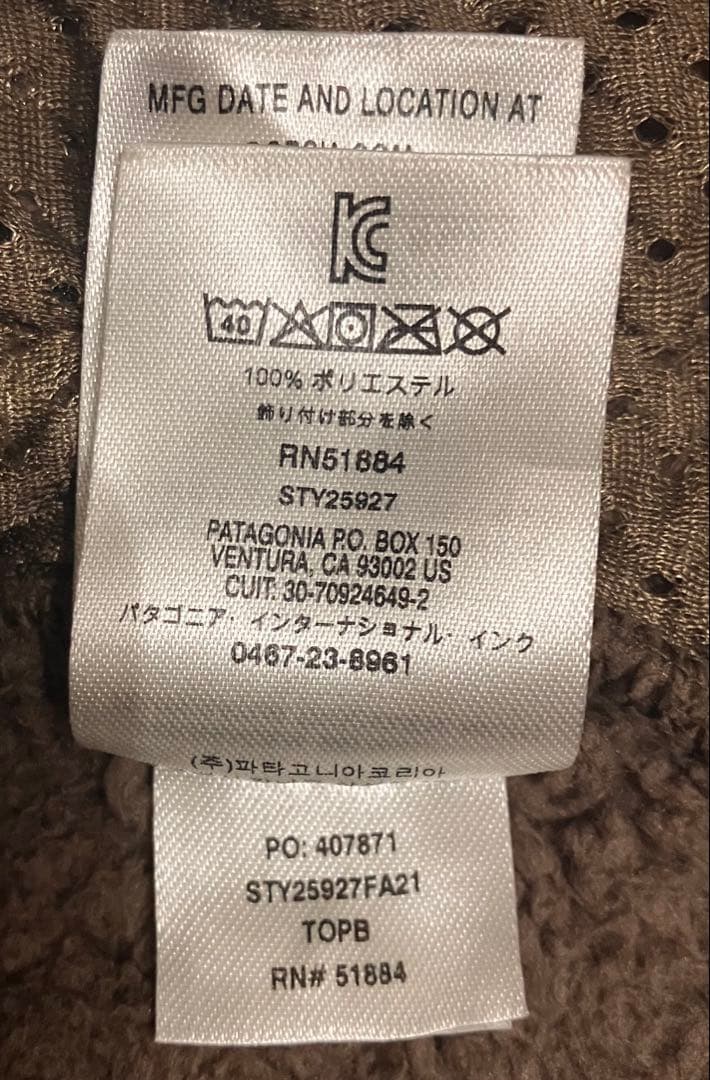 MFG DATE AND LOCATION AT
KC
40
100% ポリエステル
飾り付け部分を除く
RN51884
STY25927
PATAGONIA P.O. BOX 150
VENTURA, CA 93002 US
CUIT: 30-70924649-2
パタゴニア・インターナショナル・インク
0467-23-8961
(주)파타고니아코리아
PO: 407871
STY25927FA21
TOPB
RN# 51884